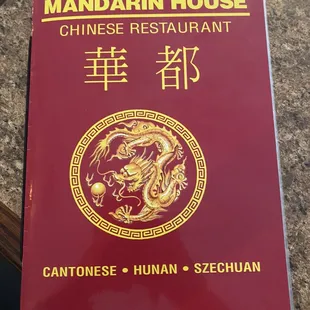 MANDARIN HOUSE
CHINESE RESTAURANT
華都
CANTONESE • HUNAN • SZECHUAN